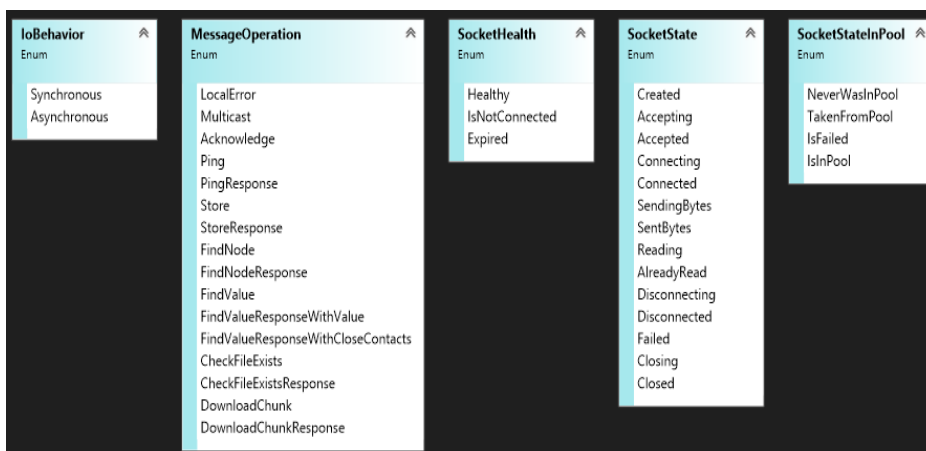 IoBehavior
Enum
Synchronous
Asynchronous
MessageOperation
Enum
LocalError
Multicast
Acknowledge
Ping
PingResponse
Store
StoreResponse
FindNode
FindNodeResponse
FindValue
FindValueResponseWithValue
FindValueResponseWithCloseContacts
CheckFileExists
CheckFileExistsResponse
DownloadChunk
DownloadChunkResponse
SocketHealth
Enum
Healthy
IsNotConnected
Expired
SocketState
Enum
Created
Accepting
Accepted
Connecting
Connected
SendingBytes
SentBytes
Reading
AlreadyRead
Disconnecting
Disconnected
Failed
Closing
Closed
SocketStateInPool
Enum
NeverWasInPool
TakenFromPool
IsFailed
IsInPool